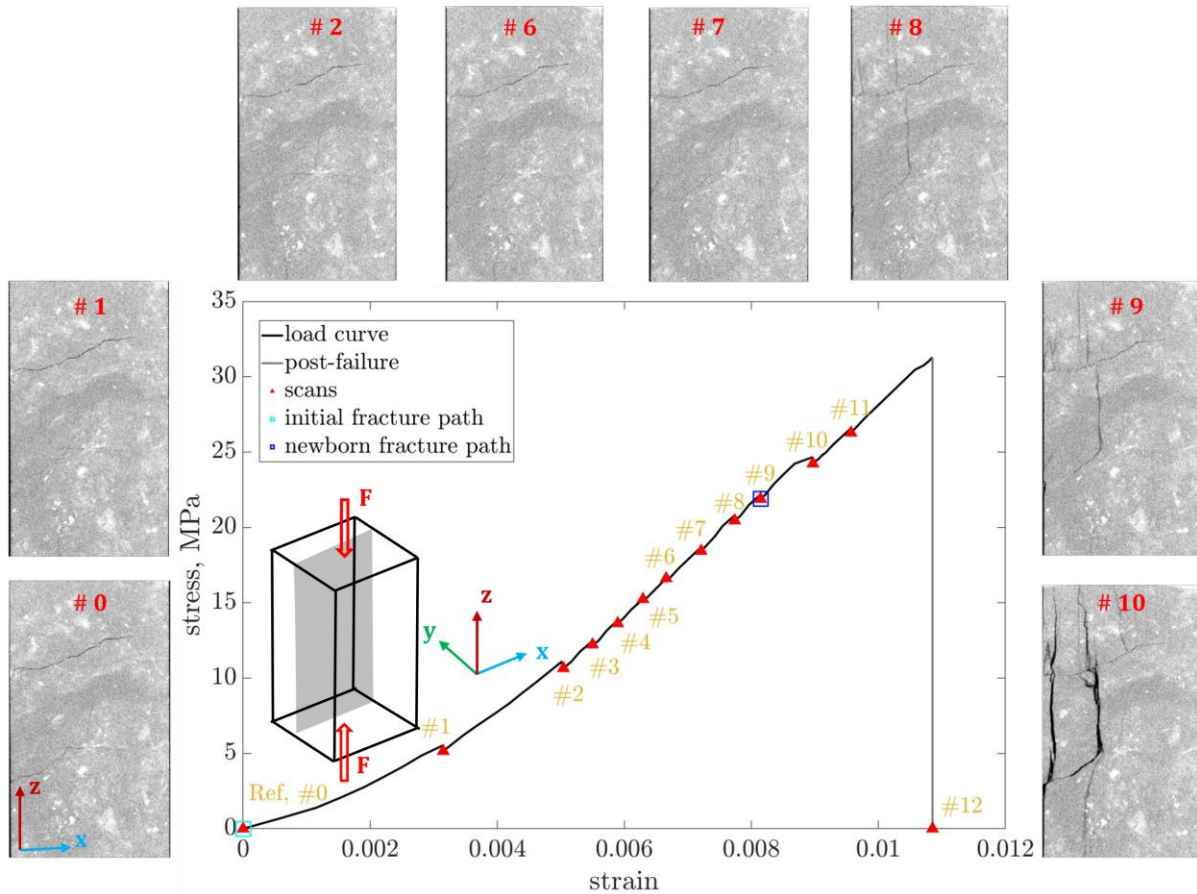 # 2
# 6
# 7
# 8
# 1
# 9
# 0
# 10
z
x
35
30
25
20
15
10
5
0
stress, MPa
load curve
post-failure
scans
initial fracture path
newborn fracture path
F
F
z
y
x
Ref, #0
#1
#2
#3
#4
#5
#6
#7
#8
#9
#10
#11
#12
0
0.002
0.004
0.006
0.008
0.01
0.012
strain